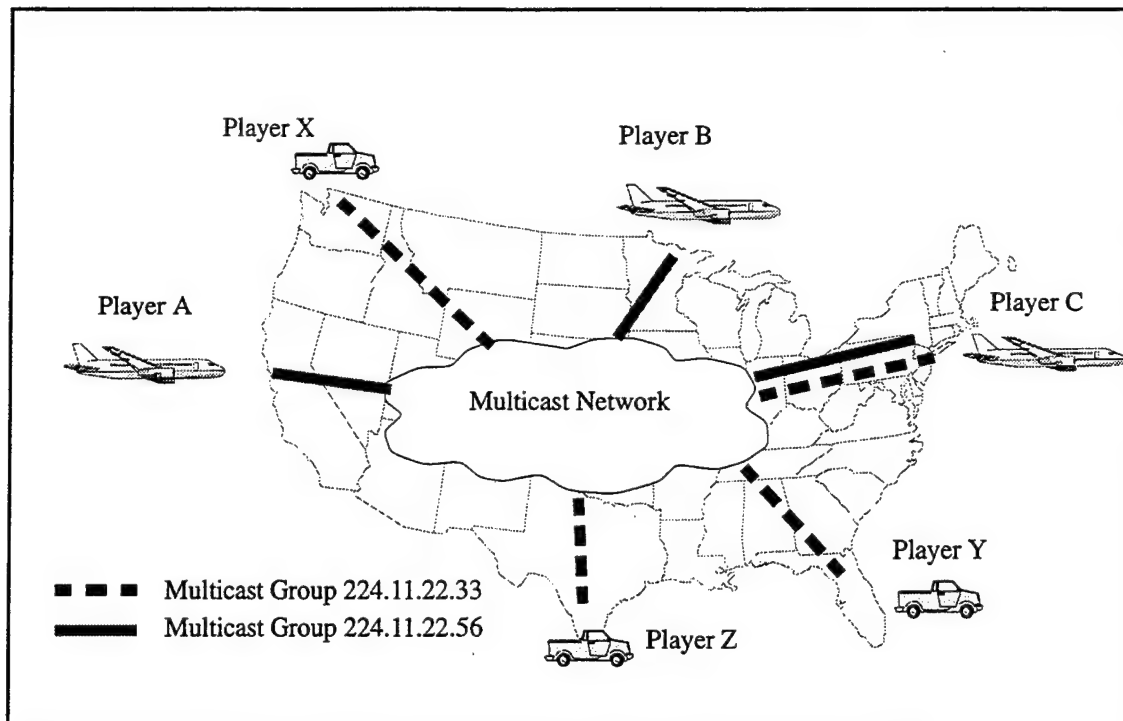 Player X
Player B
Player A
Player C
Multicast Network
Player Y
Multicast Group 224.11.22.33
Multicast Group 224.11.22.56
Player Z